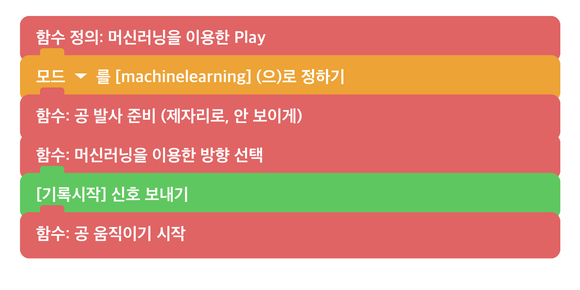 함수 정의: 머신러닝을 이용한 Play
모드 를 [machinelearning] (으)로 정하기
함수: 공 발사 준비 (제자리로, 안 보이게)
함수: 머신러닝을 이용한 방향 선택
[기록시작] 신호 보내기
함수: 공 움직이기 시작